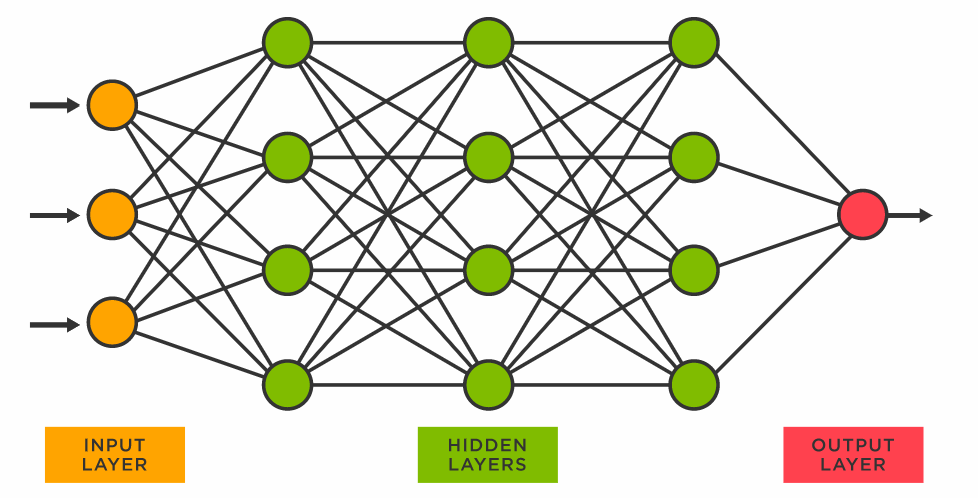 INPUT
LAYER
HIDDEN
LAYERS
OUTPUT
LAYER